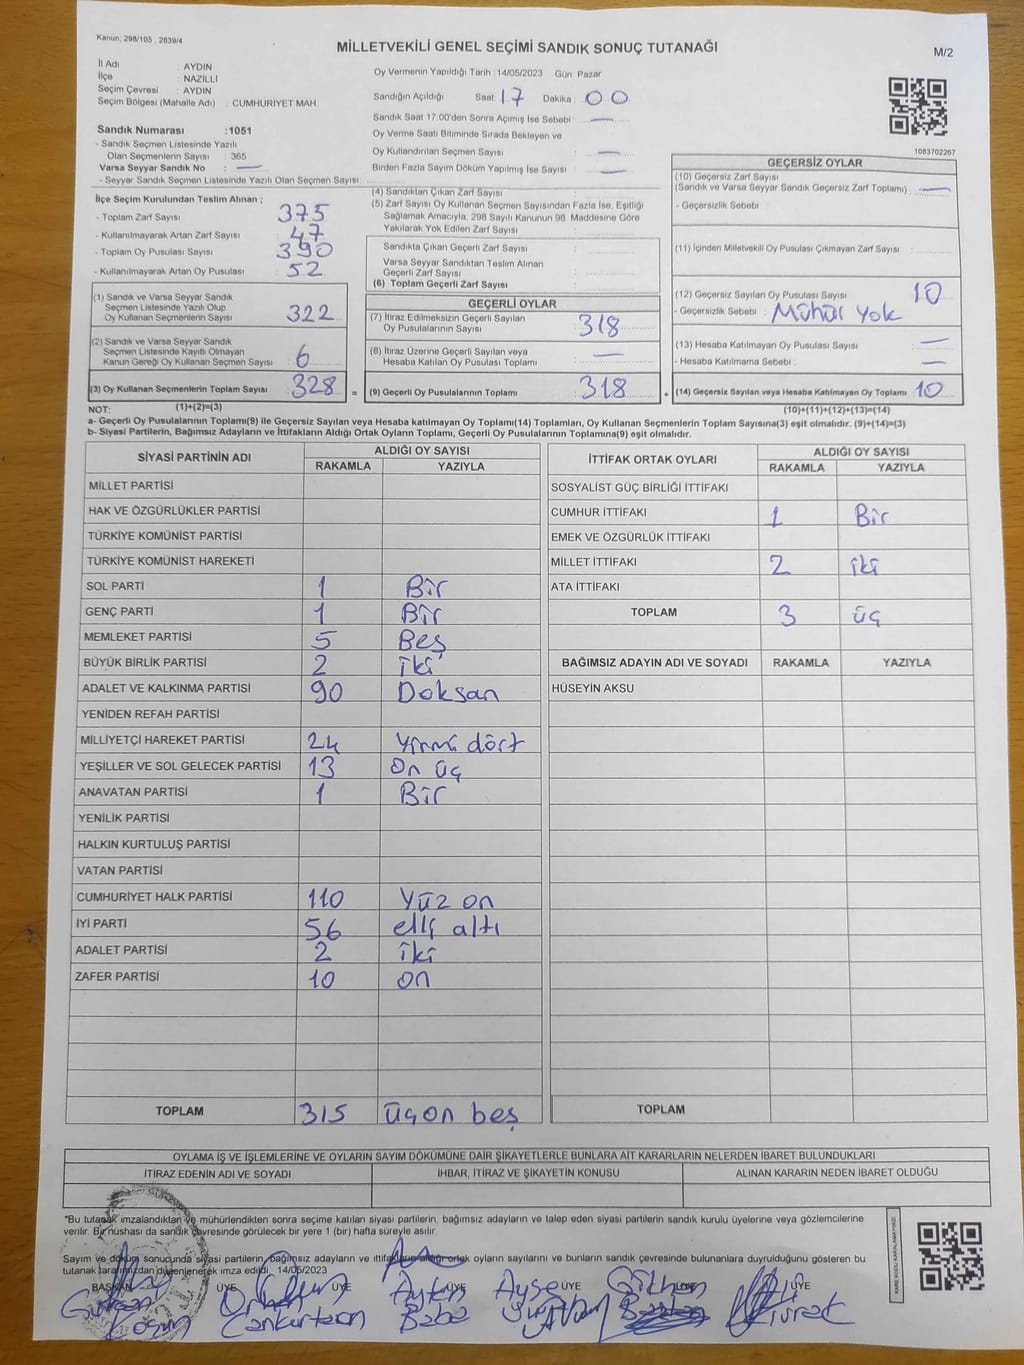 Kanun, 298/105 , 2839/4
MİLLETVEKİLİ GENEL SEÇİMİ SANDIK SONUÇ TUTANAĞI
M/2
İl Adı : AYDIN
İlçe : NAZİLLİ
Seçim Çevresi : AYDIN
Seçim Bölgesi (Mahalle Adı) : CUMHURİYET MAH.
Sandık Numarası :1051
- Sandık Seçmen Listesinde Yazılı
Olan Seçmenlerin Sayısı : 365
Varsa Seyyar Sandık No : —
- Seyyar Sandık Seçmen Listesinde Yazılı Olan Seçmen Sayısı:
Oy Vermenin Yapıldığı Tarih :14/05/2023 Gün Pazar
Sandığın Açıldığı Saat: 17 Dakika : 00
Sandık Saat 17.00'den Sonra Açımış İse Sebebi : —
Oy Verme Saati Bitiminde Sırada Bekleyen ve
Oy Kullandırılan Seçmen Sayısı : —
Birden Fazla Sayım Döküm Yapılmış İse Sayısı : —
1083702267
İlçe Seçim Kurulundan Teslim Alınan ;
- Toplam Zarf Sayısı : 375
- Kullanılmayarak Artan Zarf Sayısı : 47
- Toplam Oy Pusulası Sayısı : 390
- Kullanılmayarak Artan Oy Pusulası : 52
(4) Sandıktan Çıkan Zarf Sayısı :
(5) Zarf Sayısı Oy Kullanan Seçmen Sayısından Fazla İse, Eşitliği
Sağlamak Amacıyla; 298 Sayılı Kanunun 98. Maddesine Göre
Yakılarak Yok Edilen Zarf Sayısı :
Sandıkta Çıkan Geçerli Zarf Sayısı :
Varsa Seyyar Sandıktan Teslim Alınan
Geçerli Zarf Sayısı :
(6) Toplam Geçerli Zarf Sayısı :
GEÇERSİZ OYLAR
(10) Geçersiz Zarf Sayısı
(Sandık ve Varsa Seyyar Sandık Geçersiz Zarf Toplamı) : —
- Geçersizlik Sebebi :
(11) İçinden Milletvekili Oy Pusulası Çıkmayan Zarf Sayısı :
(12) Geçersiz Sayılan Oy Pusulası Sayısı : 10
- Geçersizlik Sebebi : Mühür Yok
(13) Hesaba Katılmayan Oy Pusulası Sayısı : —
- Hesaba Katılmama Sebebi : —
(14) Geçersiz Sayılan veya Hesaba Katılmayan Oy Toplamı : 10
(10)+(11)+(12)+(13)=(14)
(1) Sandık ve Varsa Seyyar Sandık
Seçmen Listesinde Yazılı Olup
Oy Kullanan Seçmenlerin Sayısı : 322
(2) Sandık ve Varsa Seyyar Sandık
Seçmen Listesinde Kayıtlı Olmayan
Kanun Gereği Oy Kullanan Seçmen Sayısı : 6
(3) Oy Kullanan Seçmenlerin Toplam Sayısı : 328 =
(1)+(2)=(3)
GEÇERLİ OYLAR
(7) İtiraz Edilmeksizin Geçerli Sayılan
Oy Pusulalarının Sayısı : 318
(8) İtiraz Üzerine Geçerli Sayılan veya
Hesaba Katılan Oy Pusulası Toplamı : —
(9) Geçerli Oy Pusulalarının Toplamı : 318 +
NOT:
a- Geçerli Oy Pusulalarının Toplamı(9) ile Geçersiz Sayılan veya Hesaba katılmayan Oy Toplamı(14) Toplamları, Oy Kullanan Seçmenlerin Toplam Sayısına(3) eşit olmalıdır. (9)+(14)=(3)
b- Siyasi Partilerin, Bağımsız Adayların ve İttifakların Aldığı Ortak Oyların Toplamı, Geçerli Oy Pusulalarının Toplamına(9) eşit olmalıdır.
SİYASİ PARTİNİN ADI ALDIĞI OY SAYISI
RAKAMLA YAZIYLA
MİLLET PARTİSİ
HAK VE ÖZGÜRLÜKLER PARTİSİ
TÜRKİYE KOMÜNİST PARTİSİ
TÜRKİYE KOMÜNİST HAREKETİ
SOL PARTİ 1 Bir
GENÇ PARTİ 1 Bir
MEMLEKET PARTİSİ 5 Beş
BÜYÜK BİRLİK PARTİSİ 2 iki
ADALET VE KALKINMA PARTİSİ 90 Doksan
YENİDEN REFAH PARTİSİ
MİLLİYETÇİ HAREKET PARTİSİ 24 Yirmi dört
YEŞİLLER VE SOL GELECEK PARTİSİ 13 On üç
ANAVATAN PARTİSİ 1 Bir
YENİLİK PARTİSİ
HALKIN KURTULUŞ PARTİSİ
VATAN PARTİSİ
CUMHURİYET HALK PARTİSİ 110 Yüz on
İYİ PARTİ 56 elli altı
ADALET PARTİSİ 2 iki
ZAFER PARTİSİ 10 on
TOPLAM 315 üçon beş
İTTİFAK ORTAK OYLARI ALDIĞI OY SAYISI
RAKAMLA YAZIYLA
SOSYALİST GÜÇ BİRLİĞİ İTTİFAKI
CUMHUR İTTİFAKI 1 Bir
EMEK VE ÖZGÜRLÜK İTTİFAKI
MİLLET İTTİFAKI 2 iki
ATA İTTİFAKI
TOPLAM 3 üç
BAĞIMSIZ ADAYIN ADI VE SOYADI RAKAMLA YAZIYLA
HÜSEYİN AKSU
TOPLAM
OYLAMA İŞ VE İŞLEMLERİNE VE OYLARIN SAYIM DÖKÜMÜNE DAİR ŞİKAYETLERLE BUNLARA AİT KARARLARIN NELERDEN İBARET BULUNDUKLARI
İTİRAZ EDENİN ADI VE SOYADI İHBAR, İTİRAZ VE ŞİKAYETİN KONUSU ALINAN KARARIN NEDEN İBARET OLDUĞU
*Bu tutanak imzalandıktan ve mühürlendikten sonra seçime katılan siyasi partilerin, bağımsız adayların ve talep eden siyasi partilerin sandık kurulu üyelerine veya gözlemcilerine
verilir. Bir nüshası da sandık çevresinde görülecek bir yere 1 (bir) hafta süreyle asılır.
Sayım ve döküm sonucunda siyasi partilerin, bağımsız adayların ve ittifakların aldığı ortak oyların sayılarını ve bunların sandık çevresinde bulunanlara duyrulduğunu gösteren bu
tutanak tarafımızdan düzenlenerek imza edildi. 14/05/2023
BAŞKAN ÜYE ÜYE ÜYE ÜYE ÜYE ÜYE
Orhan Aytın Ayşe Gülhan
Cankurtaran Baba Murat